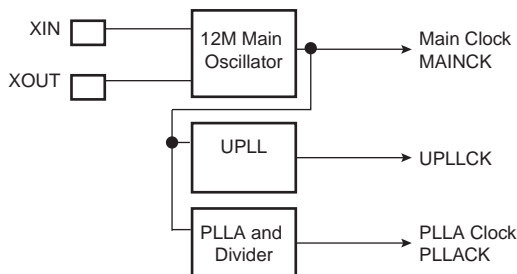 XIN
XOUT
12M Main
Oscillator
Main Clock
MAINCK
UPLL
UPLLCK
PLLA and
Divider
PLLA Clock
PLLACK